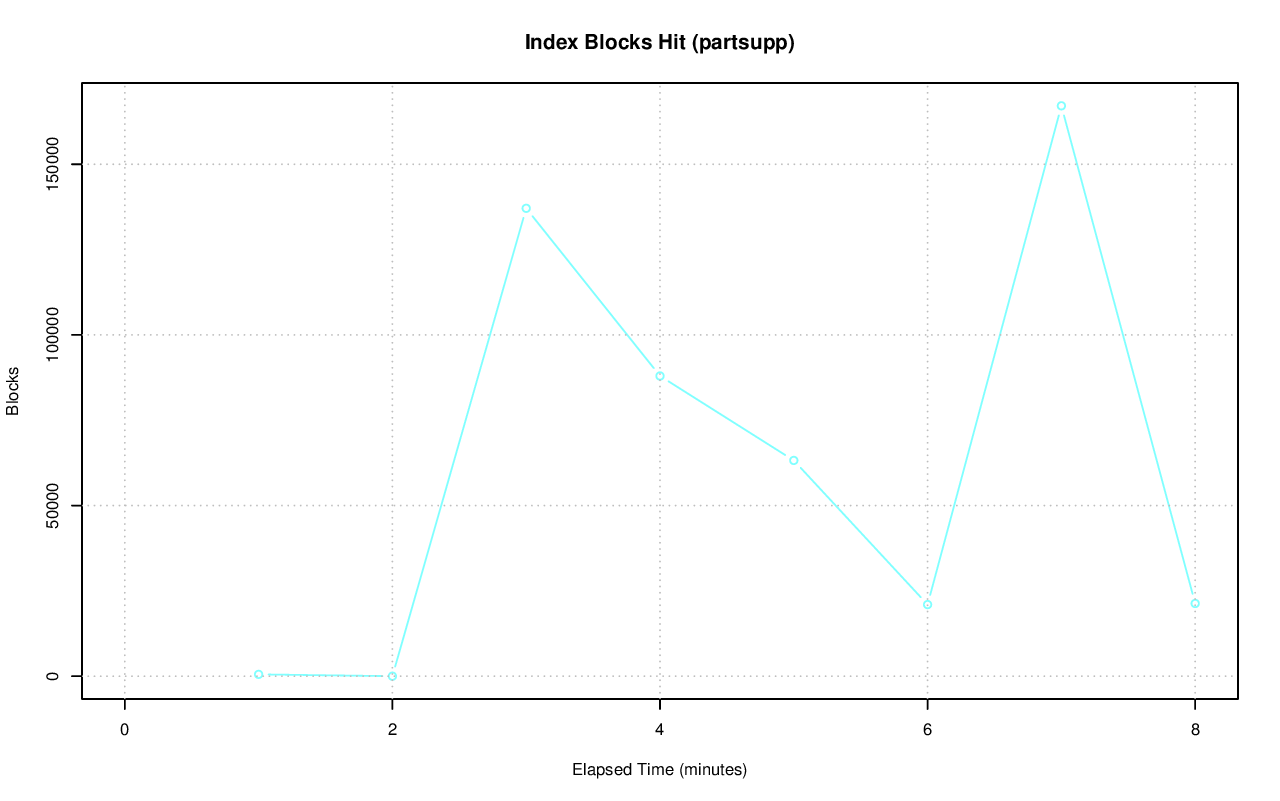 Index Blocks Hit (partsupp)
Blocks
150000
100000
50000
0
0 2 4 6 8
Elapsed Time (minutes)